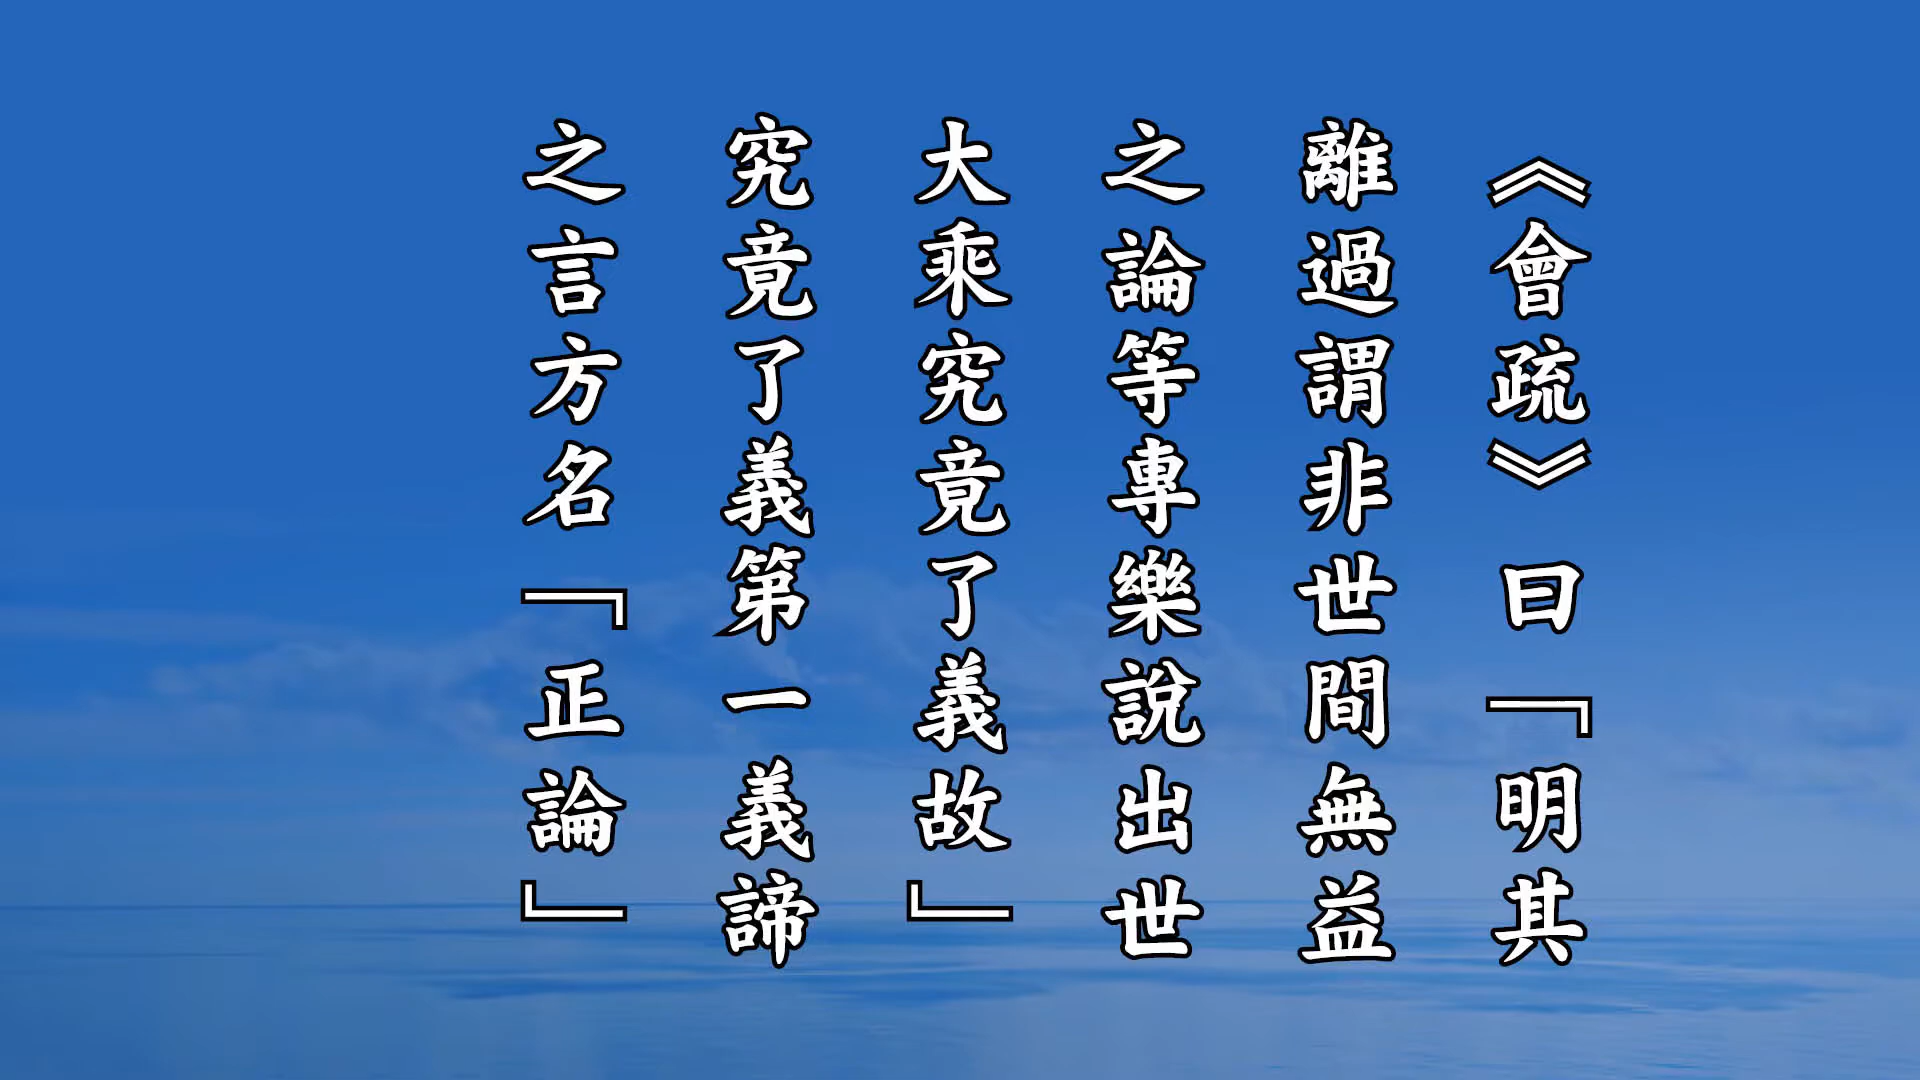 《會疏》曰「明其
離過謂非世間無益
之論等專樂說出世
大乘究竟了義故」
究竟了義第一義諦
之言方名「正論」